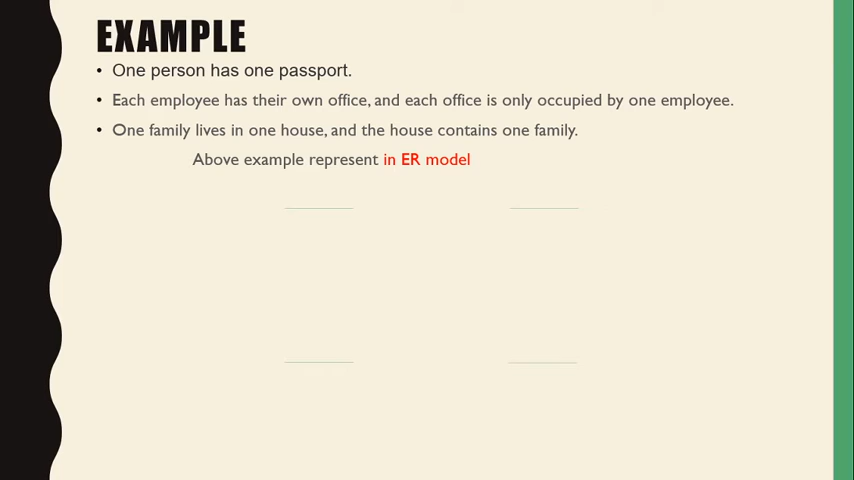 EXAMPLE
• One person has one passport.
• Each employee has their own office, and each office is only occupied by one employee.
• One family lives in one house, and the house contains one family.
Above example represent in ER model